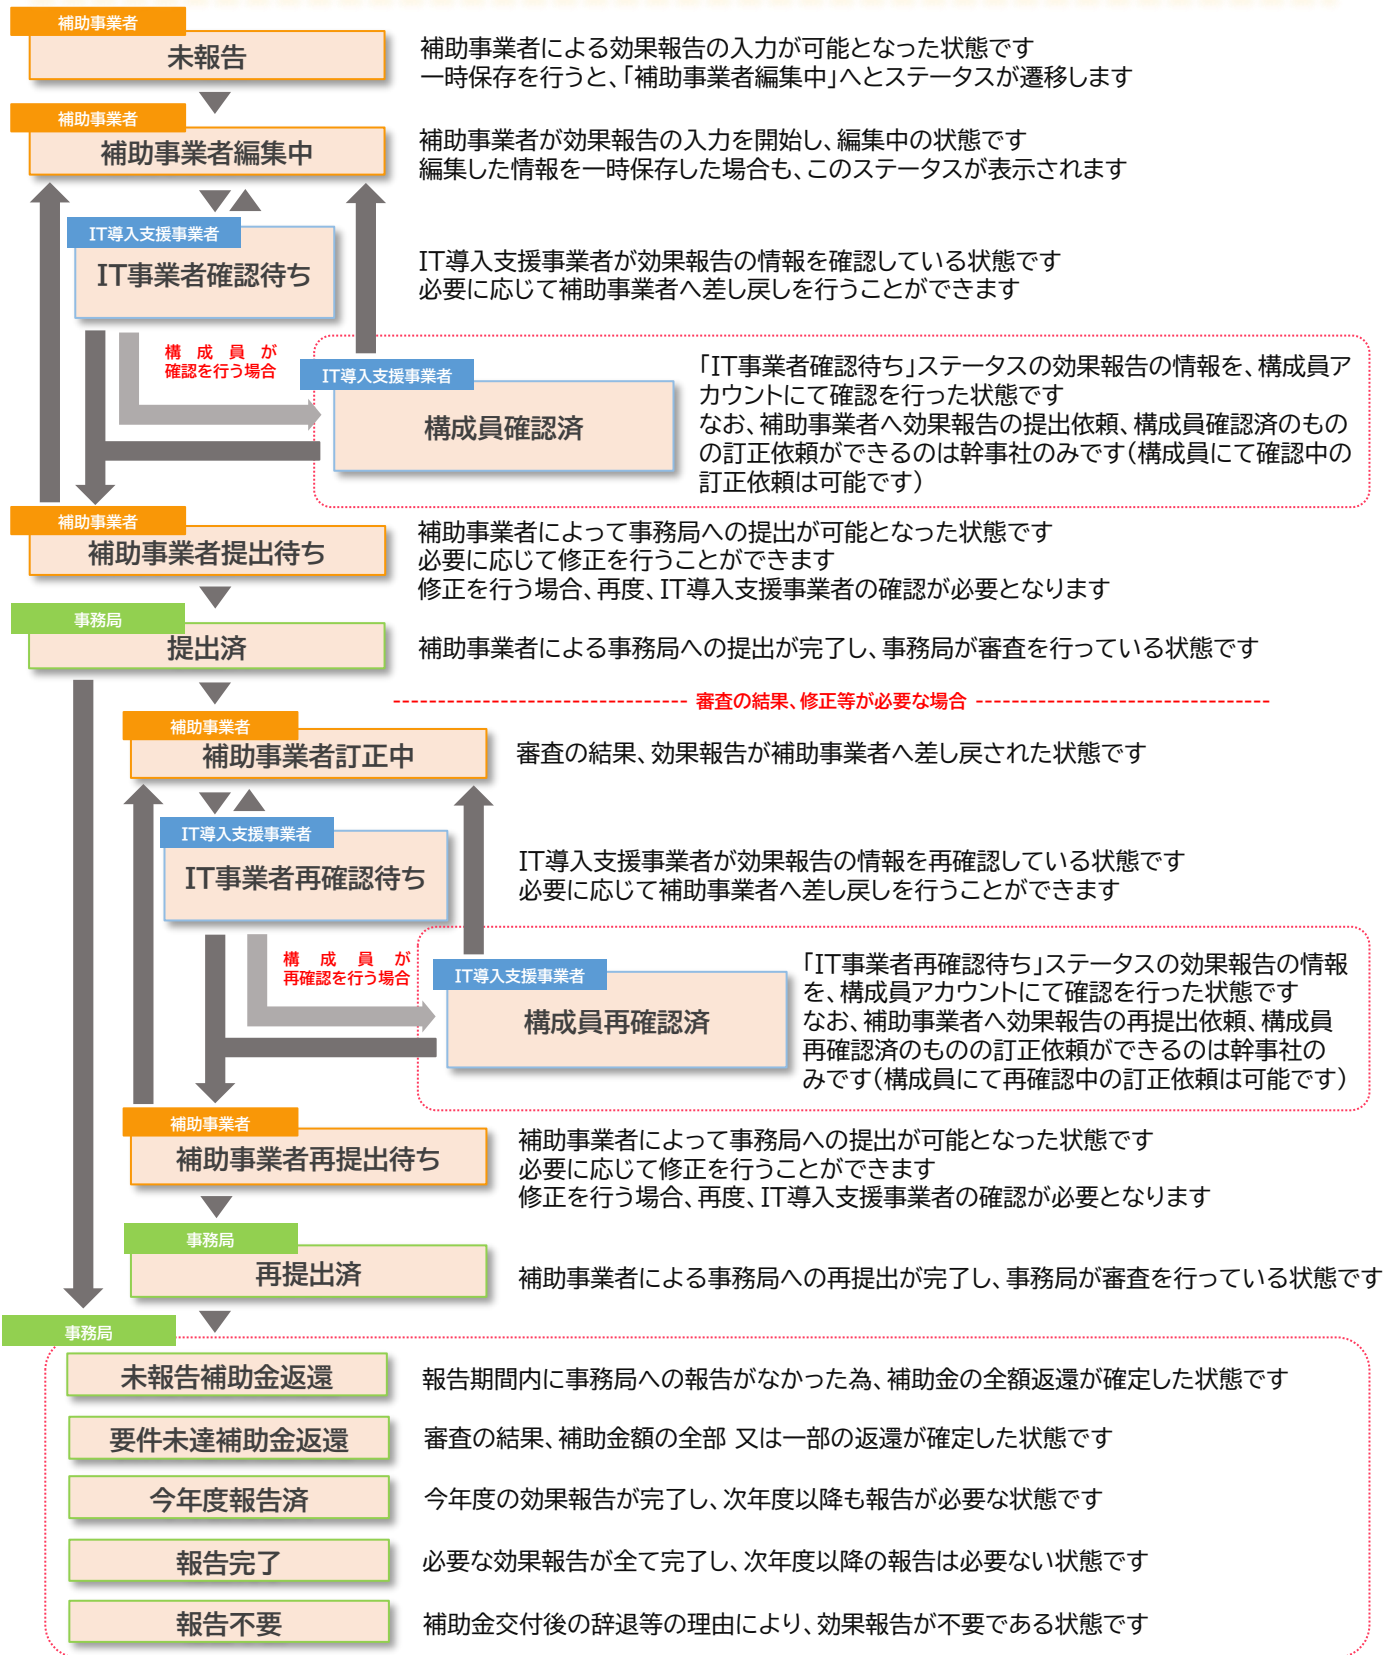 補助事業者
未報告
補助事業者による効果報告の入力が可能となった状態です
一時保存を行うと、「補助事業者編集中」へとステータスが遷移します
補助事業者
補助事業者編集中
補助事業者が効果報告の入力を開始し、編集中の状態です
編集した情報を一時保存した場合も、このステータスが表示されます
IT導入支援事業者
IT事業者確認待ち
IT導入支援事業者が効果報告の情報を確認している状態です
必要に応じて補助事業者へ差し戻しを行うことができます
構成員が
確認を行う場合
IT導入支援事業者
構成員確認済
「IT事業者確認待ち」ステータスの効果報告の情報を、構成員ア
カウントにて確認を行った状態です
なお、補助事業者へ効果報告の提出依頼、構成員確認済のもの
の訂正依頼ができるのは幹事社のみです(構成員にて確認中の
訂正依頼は可能です)
補助事業者
補助事業者提出待ち
補助事業者によって事務局への提出が可能となった状態です
必要に応じて修正を行うことができます
修正を行う場合、再度、IT導入支援事業者の確認が必要となります
事務局
提出済
補助事業者による事務局への提出が完了し、事務局が審査を行っている状態です
審査の結果、修正等が必要な場合
補助事業者
補助事業者訂正中
審査の結果、効果報告が補助事業者へ差し戻された状態です
IT導入支援事業者
IT事業者再確認待ち
IT導入支援事業者が効果報告の情報を再確認している状態です
必要に応じて補助事業者へ差し戻しを行うことができます
構成員が
再確認を行う場合
IT導入支援事業者
構成員再確認済
「IT事業者再確認待ち」ステータスの効果報告の情報
を、構成員アカウントにて確認を行った状態です
なお、補助事業者へ効果報告の再提出依頼、構成員
再確認済のものの訂正依頼ができるのは幹事社の
みです(構成員にて再確認中の訂正依頼は可能です)
補助事業者
補助事業者再提出待ち
補助事業者によって事務局への提出が可能となった状態です
必要に応じて修正を行うことができます
修正を行う場合、再度、IT導入支援事業者の確認が必要となります
事務局
再提出済
補助事業者による事務局への再提出が完了し、事務局が審査を行っている状態です
事務局
未報告補助金返還
報告期間内に事務局への報告がなかった為、補助金の全額返還が確定した状態です
要件未達補助金返還
審査の結果、補助金額の全部 又は一部の返還が確定した状態です
今年度報告済
今年度の効果報告が完了し、次年度以降も報告が必要な状態です
報告完了
必要な効果報告が全て完了し、次年度以降の報告は必要ない状態です
報告不要
補助金交付後の辞退等の理由により、効果報告が不要である状態です